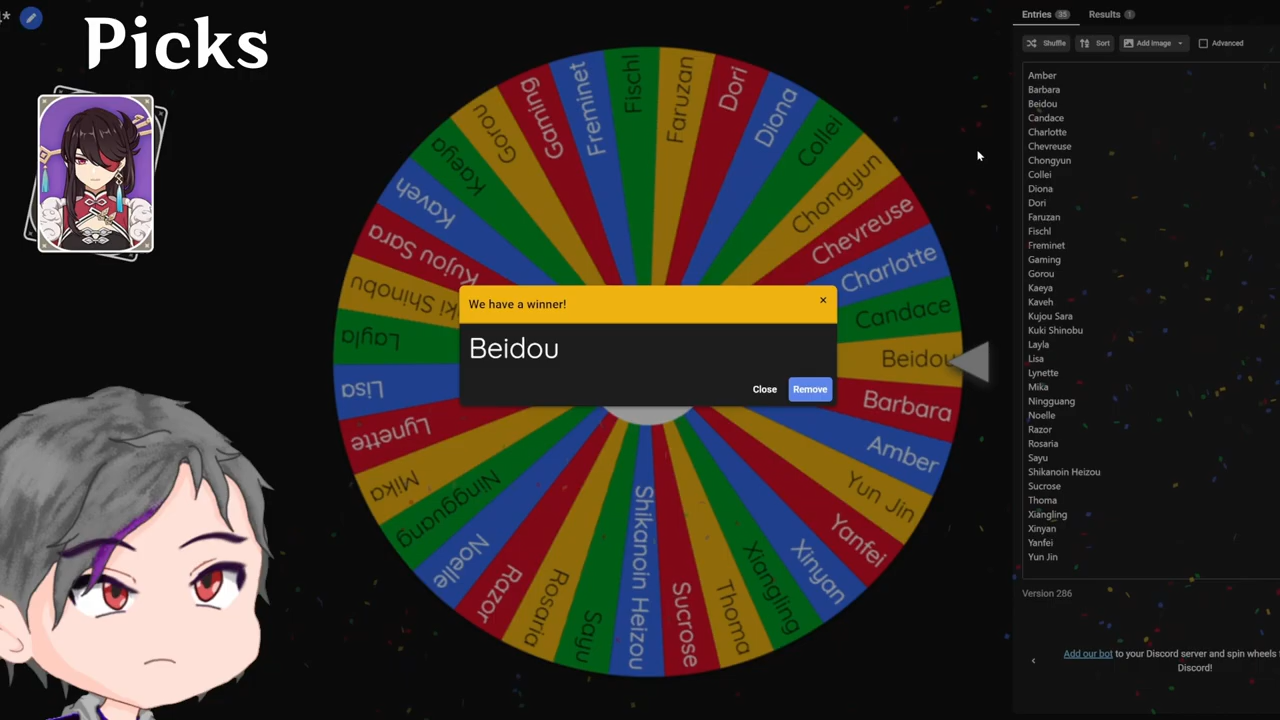 *
Picks
Entries 35
Results 1
Shuffle
Sort
Add Image
Advanced
Amber
Barbara
Beidou
Candace
Charlotte
Chevreuse
Chongyun
Collei
Diona
Dori
Faruzan
Fischl
Freminet
Gaming
Gorou
Kaeya
Kaveh
Kujou Sara
Kuki Shinobu
Layla
Lisa
Lynette
Mika
Ningguang
Noelle
Razor
Rosaria
Sayu
Shikanoin Heizou
Sucrose
Thoma
Xiangling
Xinyan
Yanfei
Yun Jin
Version 286
Add our bot to your Discord server and spin wheels
Discord!
We have a winner!
×
Beidou
Close
Remove
Fischl
Faruzan
Dori
Diona
Collei
Chongyun
Chevreuse
Charlotte
Candace
Beidou
Barbara
Amber
Yun Jin
Yanfei
Xinyan
Xiangling
Thoma
Sucrose
Shikanoin Heizou
Sayu
Rosaria
Razor
Noelle
Ningguang
Mika
Lynette
Lisa
Layla
Ki Shinobu
Kujou Sara
Kaveh
Kaeya
Gorou
Gaming
Freminet